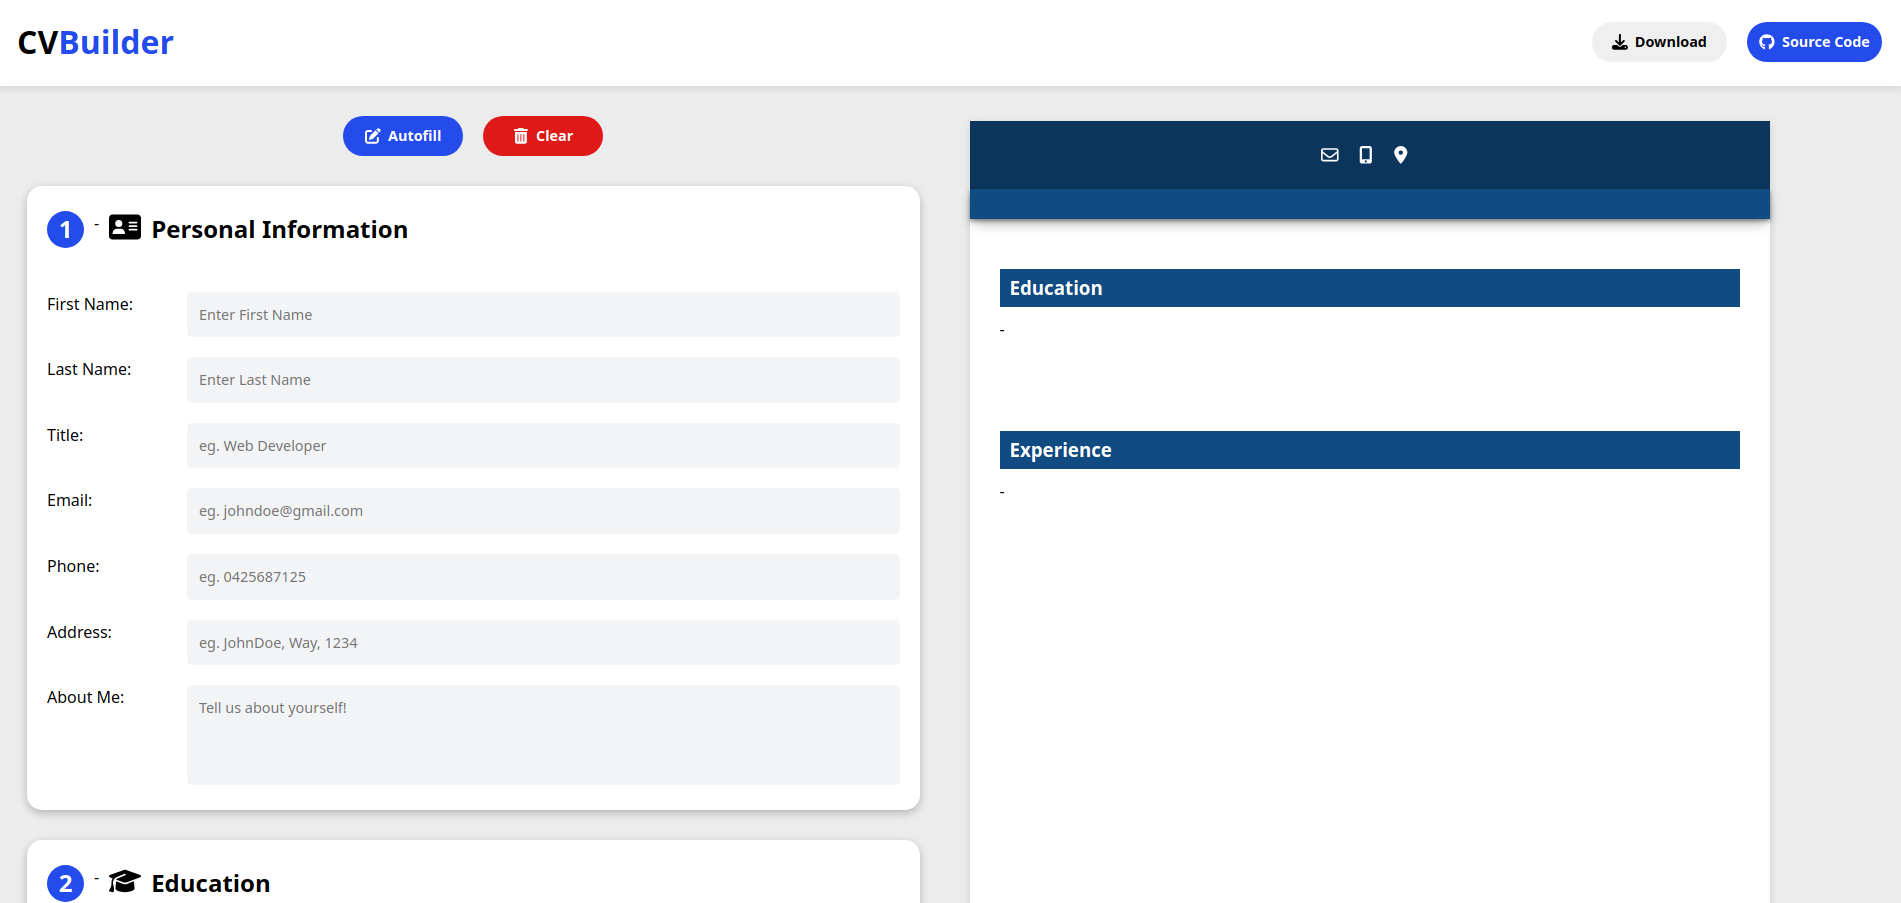 CVBuilder
Download
Source Code
Autofill
Clear
1 - Personal Information
First Name:
Enter First Name
Last Name:
Enter Last Name
Title:
eg. Web Developer
Email:
eg. johndoe@gmail.com
Phone:
eg. 0425687125
Address:
eg. JohnDoe, Way, 1234
About Me:
Tell us about yourself!
2 - Education
Education
-
Experience
-